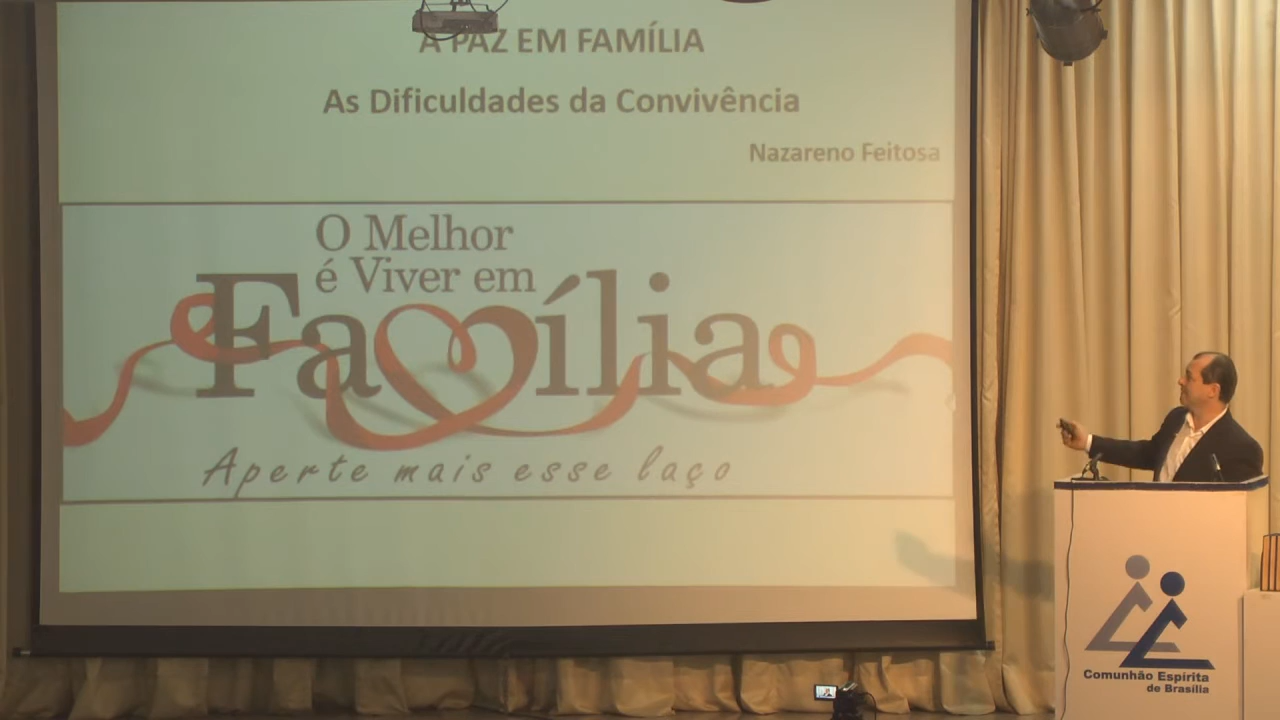 A PAZ EM FAMÍLIA
As Dificuldades da Convivência
Nazareno Feitosa
O Melhor
é Viver em
Família
Aperte mais esse laço
Comunhão Espírita
de Brasília